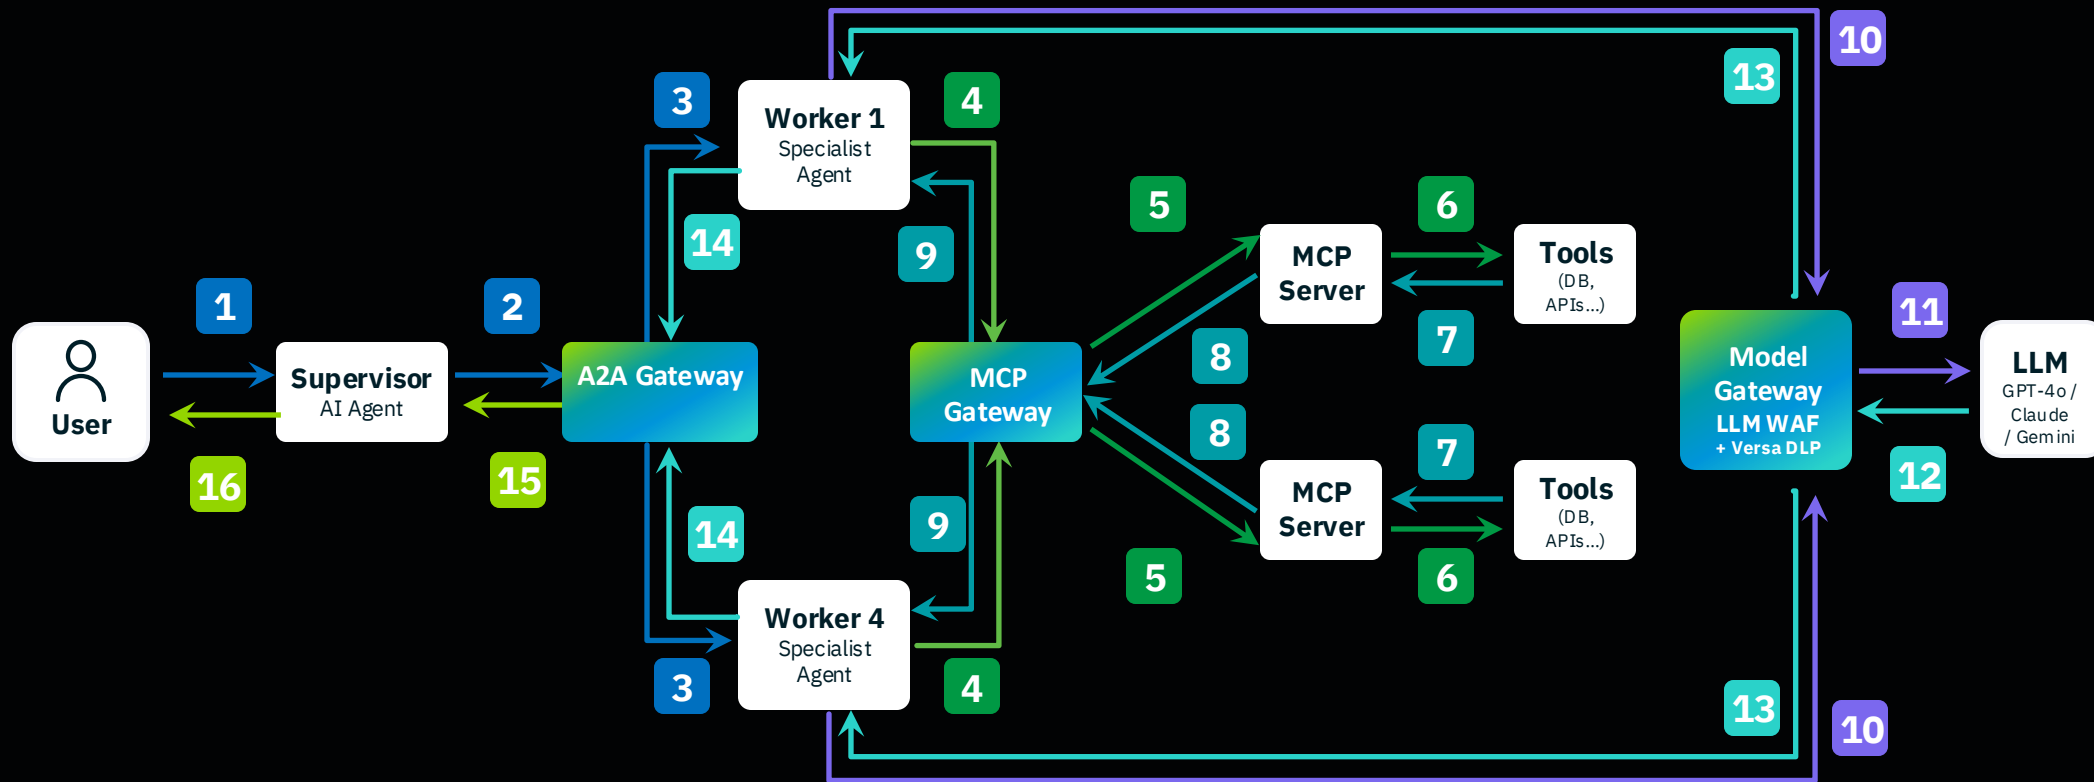 10
13
3
Worker 1
Specialist
Agent
4
5
6
14
9
MCP
Server
Tools
(DB,
APIs...)
1
2
11
8
7
User
Supervisor
AI Agent
A2A Gateway
MCP
Gateway
Model
Gateway
LLM WAF
+ Versa DLP
LLM
GPT-4o /
Claude
/ Gemini
16
15
8
7
12
14
9
MCP
Server
Tools
(DB,
APIs...)
5
6
Worker 4
Specialist
Agent
3
4
13
10